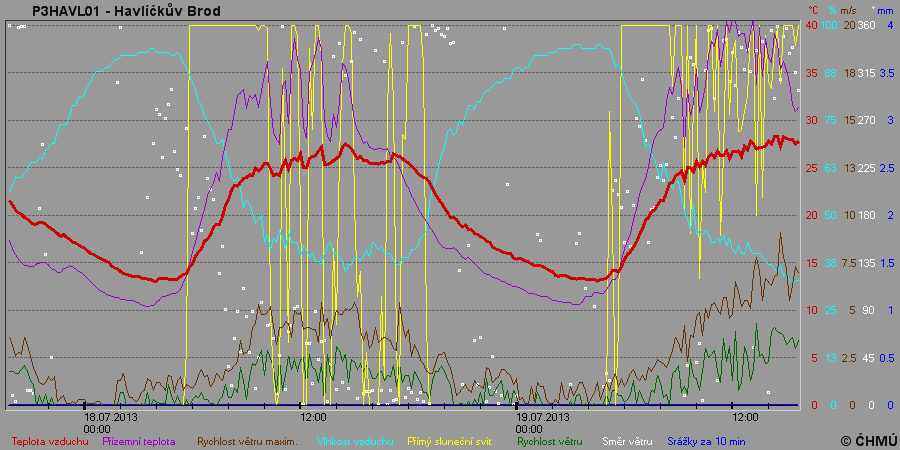 P3HAVL01 - Havlíčkův Brod
°C % m/s ° mm
40 100 20 360 4
35 88 18 315 3.5
30 75 15 270 3
25 63 13 225 2.5
20 50 10 180 2
15 38 7.5 135 1.5
10 25 5 90 1
5 13 2.5 45 0.5
0 0 0 0 0
18.07.2013 12:00 19.07.2013 12:00
00:00 00:00
Teplota vzduchu Přízemní teplota Rychlost větru maxim. Vlhkost vzduchu Přímý sluneční svit Rychlost větru Směr větru Srážky za 10 min © ČHMÚ